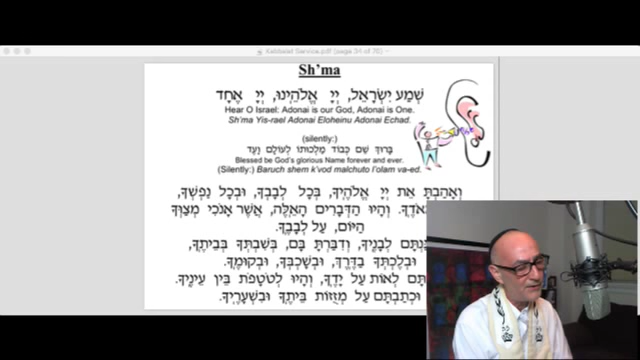 Service.pdf (page 34 of
Sh'ma
שְׁמַע יִשְׂרָאֵל, יְיָ אֱלֹהֵינוּ, יְיָ אֶחָד
Hear O Israel: Adonai is our God, Adonai is One.
Sh'ma Yis-rael Adonai Eloheinu Adonai Echad.
(silently:)
בָּרוּךְ שֵׁם כְּבוֹד מַלְכוּתוֹ לְעוֹלָם וָעֶד
Blessed be God's glorious Name forever and ever.
(Silently:) Baruch shem k'vod malchuto l'olam va-ed.
וְאָהַבְתָּ אֵת יְיָ אֱלֹהֶיךָ, בְּכָל לְבָבְךָ, וּבְכָל נַפְשְׁךָ,
וְהָיוּ הַדְּבָרִים הָאֵלֶּה, אֲשֶׁר אָנֹכִי מְצַוְּךָ
הַיּוֹם, עַל לְבָבֶךָ.
לְבָנֶיךָ, וְדִבַּרְתָּ בָּם, בְּשִׁבְתְּךָ בְּבֵיתֶךָ,
וּבְלֶכְתְּךָ בַדֶּרֶךְ, וּבְשָׁכְבְּךָ, וּבְקוּמֶךָ.
לְאוֹת עַל יָדֶךָ, וְהָיוּ לְטֹטָפֹת בֵּין עֵינֶיךָ.
וּכְתַבְתָּם עַל מְזֻזוֹת בֵּיתֶךָ וּבִשְׁעָרֶיךָ.